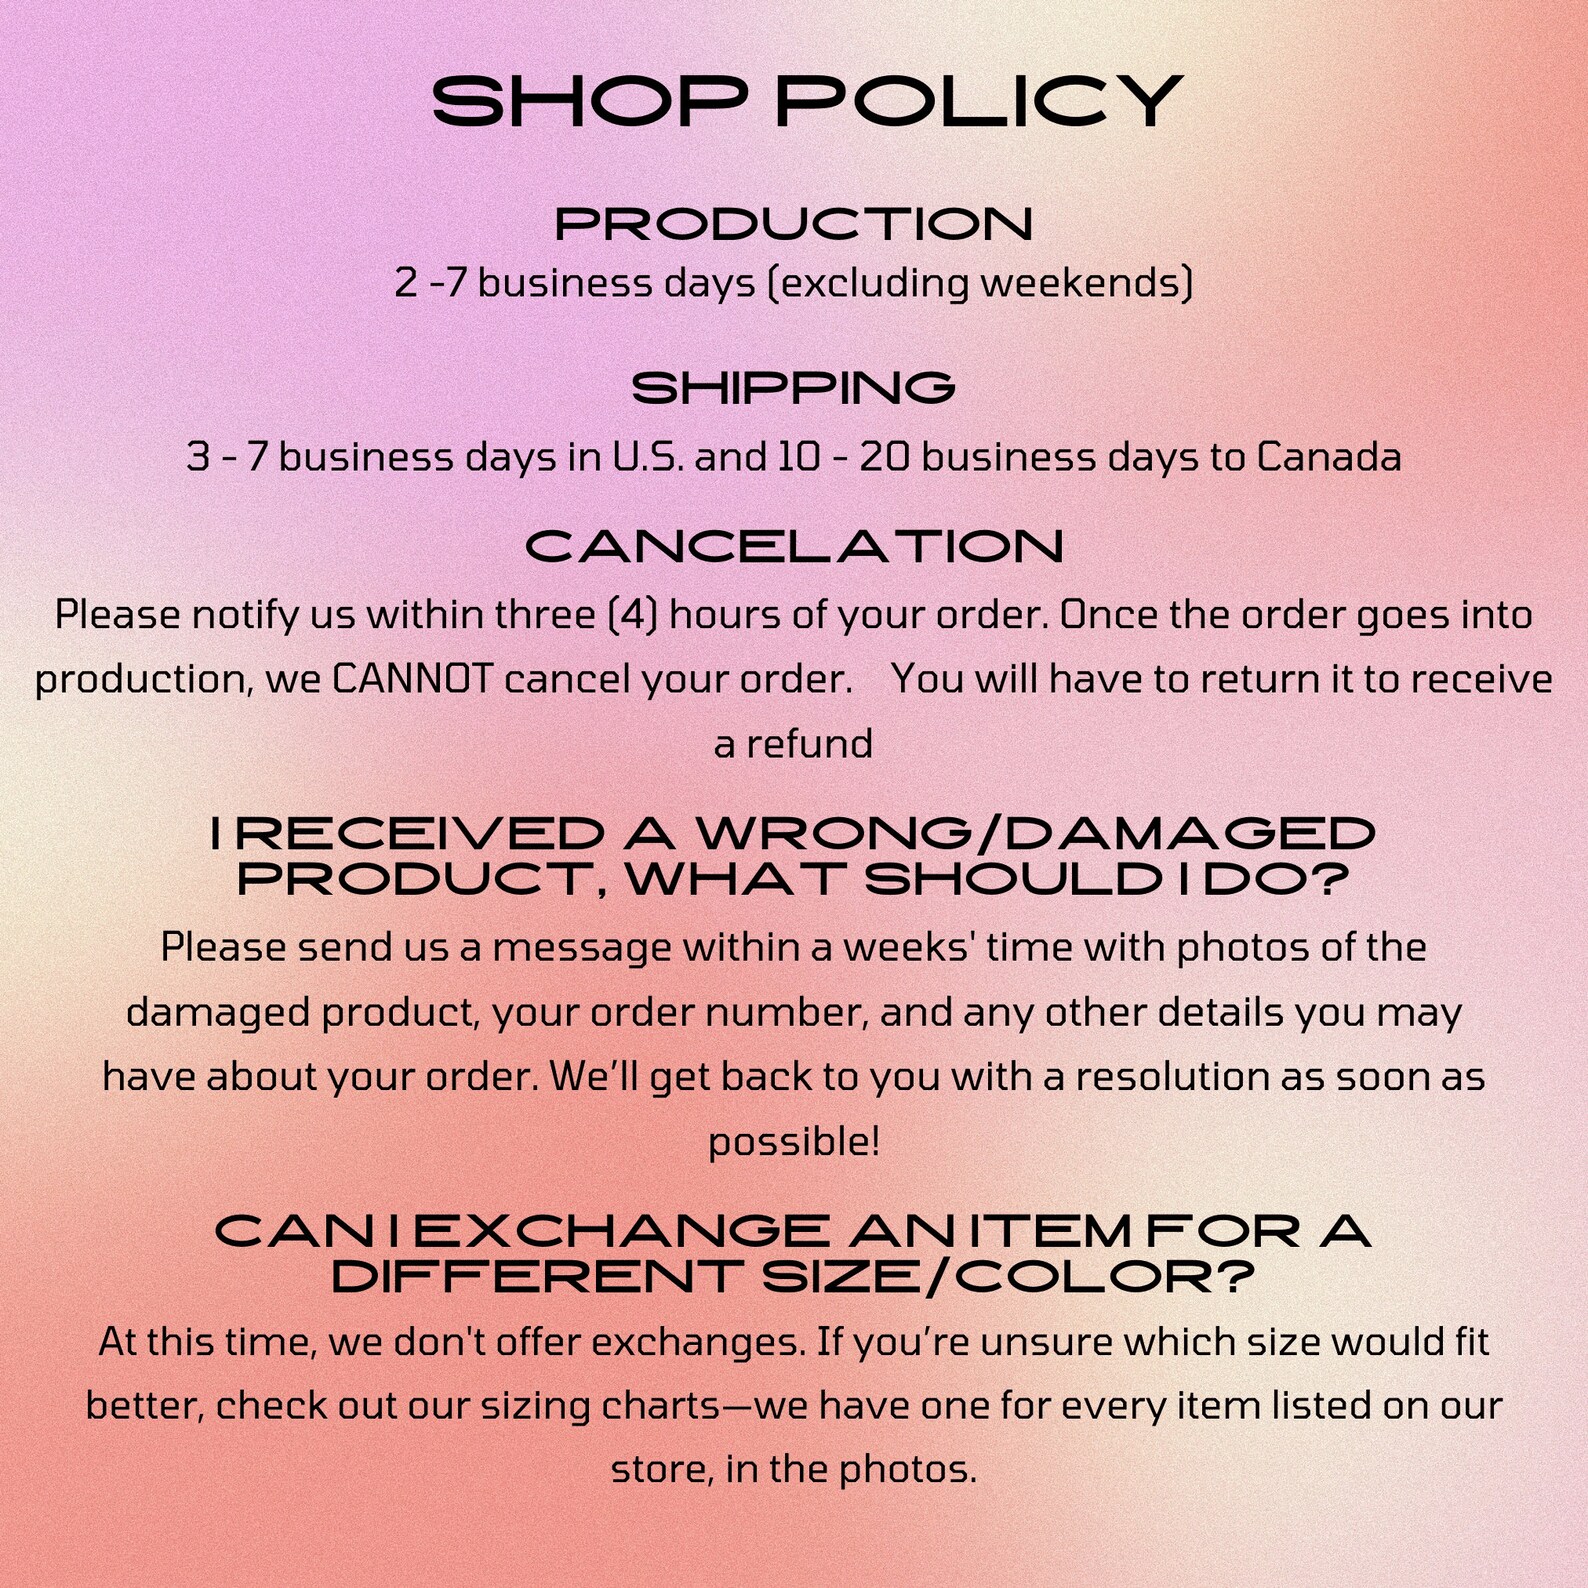 SHOP POLICY
PRODUCTION
2 -7 business days (excluding weekends)
SHIPPING
3 - 7 business days in U.S. and 10 - 20 business days to Canada
CANCELATION
Please notify us within three (4) hours of your order. Once the order goes into
production, we CANNOT cancel your order. You will have to return it to receive
a refund
I RECEIVED A WRONG/DAMAGED
PRODUCT, WHAT SHOULD I DO?
Please send us a message within a weeks' time with photos of the
damaged product, your order number, and any other details you may
have about your order. We’ll get back to you with a resolution as soon as
possible!
CAN I EXCHANGE AN ITEM FOR A
DIFFERENT SIZE/COLOR?
At this time, we don't offer exchanges. If you’re unsure which size would fit
better, check out our sizing charts—we have one for every item listed on our
store, in the photos.